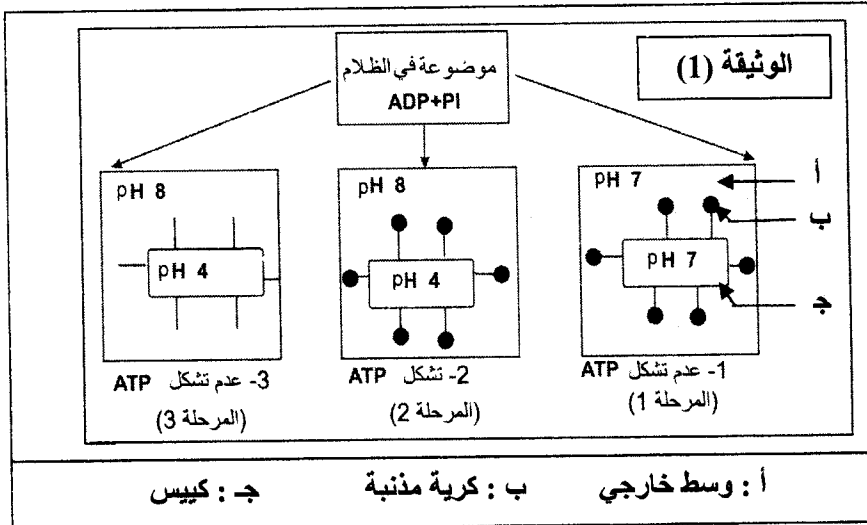 الوثيقة (1)
موضوعة في الظلام
ADP+PI
pH 7
أ
ب
pH 7
جـ
1- عدم تشكل ATP
(المرحلة 1)
pH 8
pH 4
2- تشكل ATP
(المرحلة 2)
pH 8
pH 4
3- عدم تشكل ATP
(المرحلة 3)
أ : وسط خارجي ب : كرية مذنبة جـ : كييس